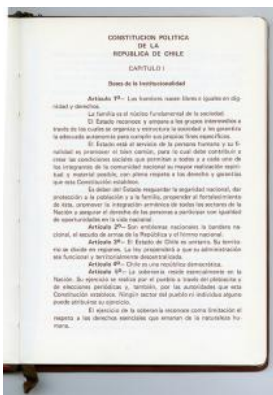 CONSTITUCION POLITICA
DE LA
REPUBLICA DE CHILE
CAPITULO I
Bases de la Institucionalidad
Artículo 1º.— Los hombres nacen libres e iguales en dig-
nidad y derechos.
La familia es el núcleo fundamental de la sociedad.
El Estado reconoce y ampara a los grupos intermedios a
través de los cuales se organiza y estructura la sociedad y les garantiza
la adecuada autonomía para cumplir sus propios fines específicos.
El Estado está al servicio de la persona humana y su fi-
nalidad es promover el bien común, para lo cual debe contribuir a
crear las condiciones sociales que permitan a todos y a cada uno de
los integrantes de la comunidad nacional su mayor realización espiri-
tual y material posible, con pleno respeto a los derechos y garantías
que esta Constitución establece.
Es deber del Estado resguardar la seguridad nacional, dar
protección a la población y a la familia, propender al fortalecimiento
de ésta, promover la integración armónica de todos los sectores de la
Nación y asegurar el derecho de las personas a participar con igualdad
de oportunidades en la vida nacional.
Artículo 2º.— Son emblemas nacionales la bandera na-
cional, el escudo de armas de la República y el himno nacional.
Artículo 3º.— El Estado de Chile es unitario. Su territo-
rio se divide en regiones. La ley propenderá a que su administración
sea funcional y territorialmente descentralizada.
Artículo 4º.— Chile es una república democrática.
Artículo 5º.— La soberanía reside esencialmente en la
Nación. Su ejercicio se realiza por el pueblo a través del plebiscito y
de elecciones periódicas y, también, por las autoridades que esta
Constitución establece. Ningún sector del pueblo ni individuo alguno
puede atribuirse su ejercicio.
El ejercicio de la soberanía reconoce como limitación el
respeto a los derechos esenciales que emanan de la naturaleza hu-
mana.